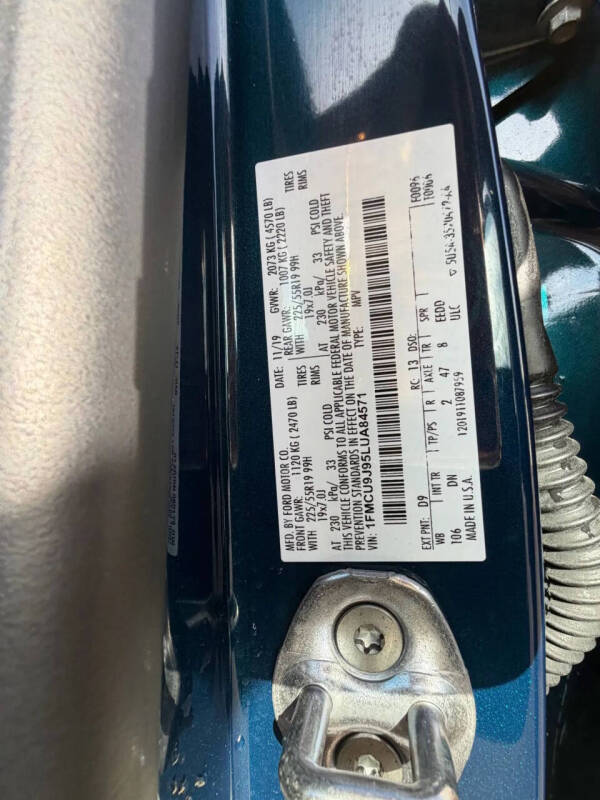 MFD. BY FORD MOTOR CO.
DATE: 11/19 GVWR: 2073 KG (4570 LB)
FRONT GAWR: 1120 KG (2470 LB) REAR GAWR: 1007 KG (2220 LB)
WITH 225/55R19 99H TIRES WITH 225/55R19 99H TIRES
19x7.0J RIMS 19x7.0J RIMS
AT 230 kPa/ 33 PSI COLD AT 230 kPa/ 33 PSI COLD
THIS VEHICLE CONFORMS TO ALL APPLICABLE FEDERAL MOTOR VEHICLE SAFETY AND THEFT
PREVENTION STANDARDS IN EFFECT ON THE DATE OF MANUFACTURE SHOWN ABOVE.
VIN: 1FMCU9J95LUA84571 TYPE: MPV
F0096
EXT PNT: D9 RC: 13 DSO:
WB INT TR TP/PS R AXLE TR SPR
106 DN 2 47 8 EEDD
ULC
MADE IN U.S.A. 1201911087959